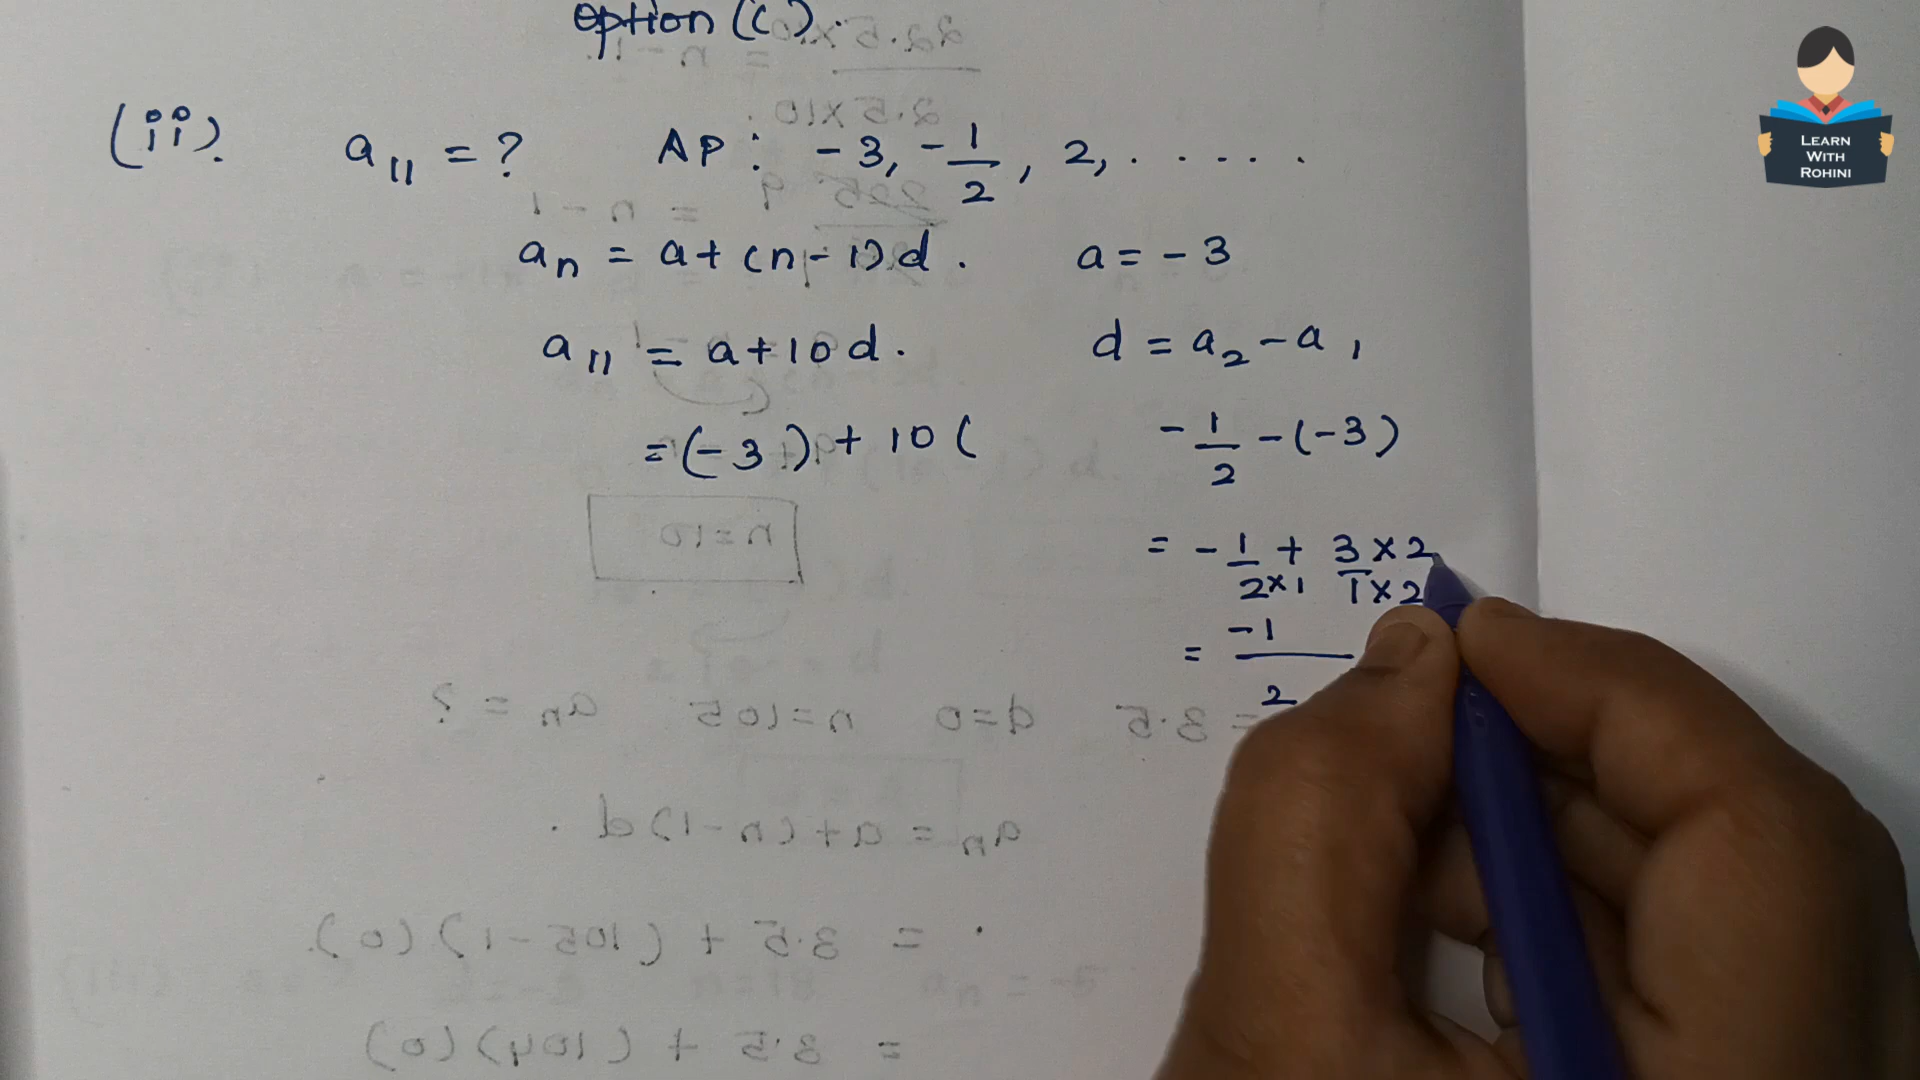 option (C).
(ii). a₁₁ = ? AP : -3, -1/2, 2, . . . . .
aₙ = a + (n - 1) d . a = - 3
a₁₁ = a + 10 d . d = a₂ - a₁
= (-3) + 10 ( - 1/2 - (-3)
= - 1/2×1 + 3×2/1×2
= -1/2
LEARN
WITH
ROHINI